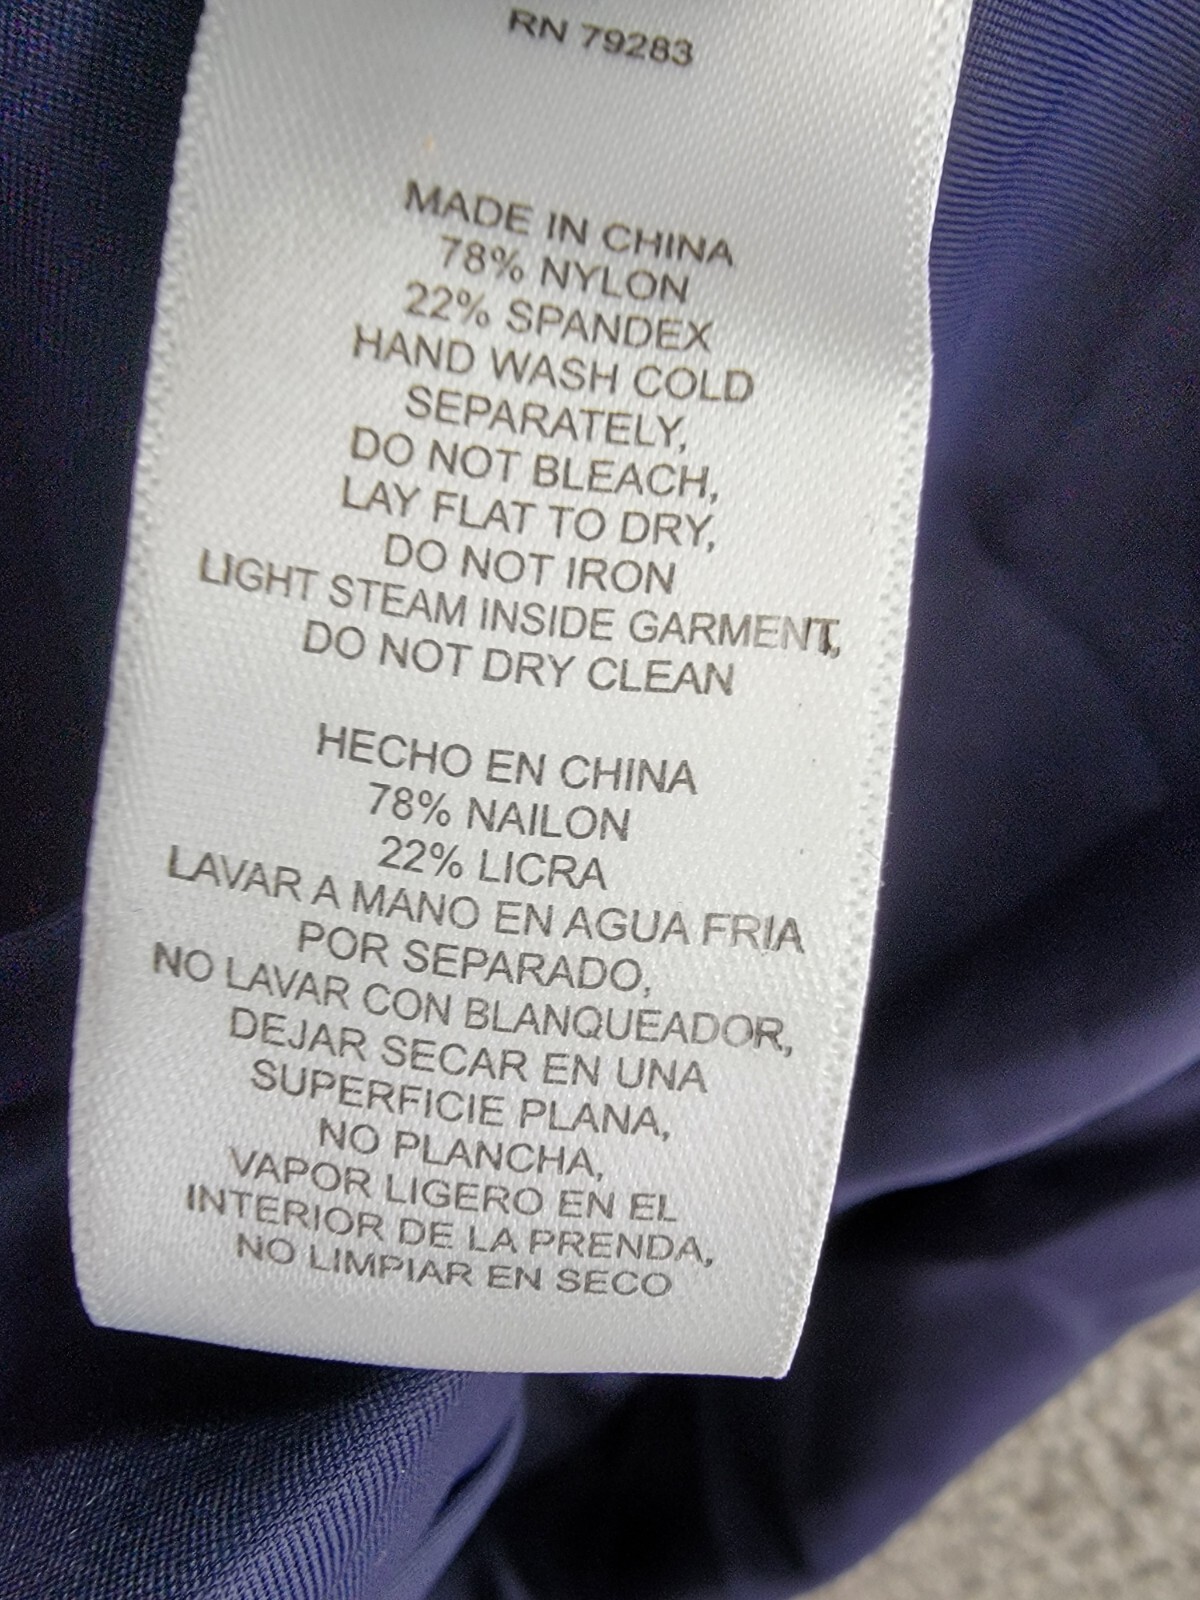 RN 79283
MADE IN CHINA
78% NYLON
22% SPANDEX
HAND WASH COLD
SEPARATELY,
DO NOT BLEACH,
LAY FLAT TO DRY,
DO NOT IRON
LIGHT STEAM INSIDE GARMENT,
DO NOT DRY CLEAN
HECHO EN CHINA
78% NAILON
22% LICRA
LAVAR A MANO EN AGUA FRIA
POR SEPARADO,
NO LAVAR CON BLANQUEADOR,
DEJAR SECAR EN UNA
SUPERFICIE PLANA,
NO PLANCHA,
VAPOR LIGERO EN EL
INTERIOR DE LA PRENDA,
NO LIMPIAR EN SECO